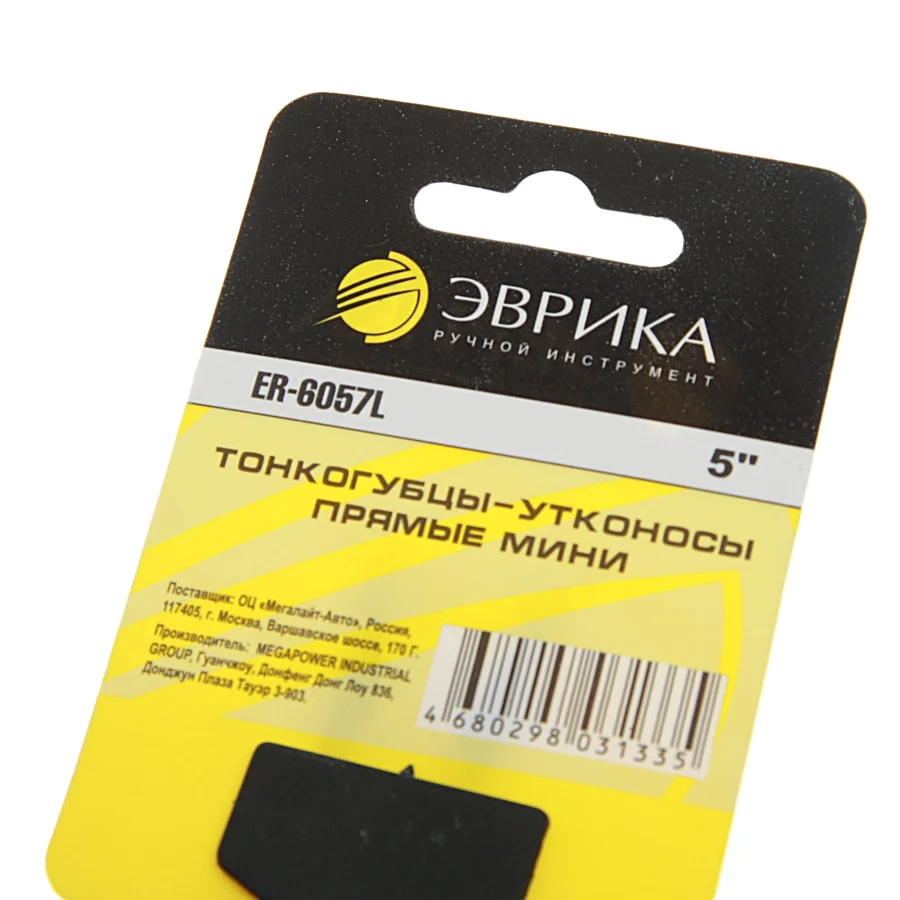 ЭВРИКА
РУЧНОЙ ИНСТРУМЕНТ
ER-6057L
5"
ТОНКОГУБЦЫ-УТКОНОСЫ
ПРЯМЫЕ МИНИ
Поставщик: ОЦ «Мегалайт-Авто», Россия,
117405, г. Москва, Варшавское шоссе, 170 Г.
Производитель: MEGAPOWER INDUSTRIAL
GROUP, Гуанчжоу, Донфенг Донг Лоу 836,
Донджун Плаза Тауэр 3-903.
4 680298 031335